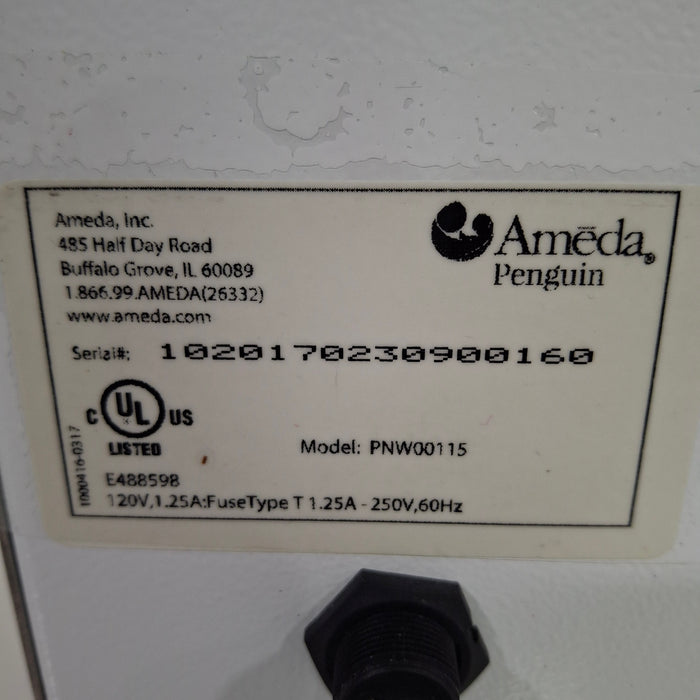 Ameda, Inc.
485 Half Day Road
Buffalo Grove, IL 60089
1.866.99.AMEDA(26332)
www.ameda.com
Amēda®
Penguin
Serial#: 1020170230900160
C UL US
LISTED
Model: PNW00115
E488598
120V,1.25A:FuseType T 1.25A - 250V,60Hz
1000416-0317